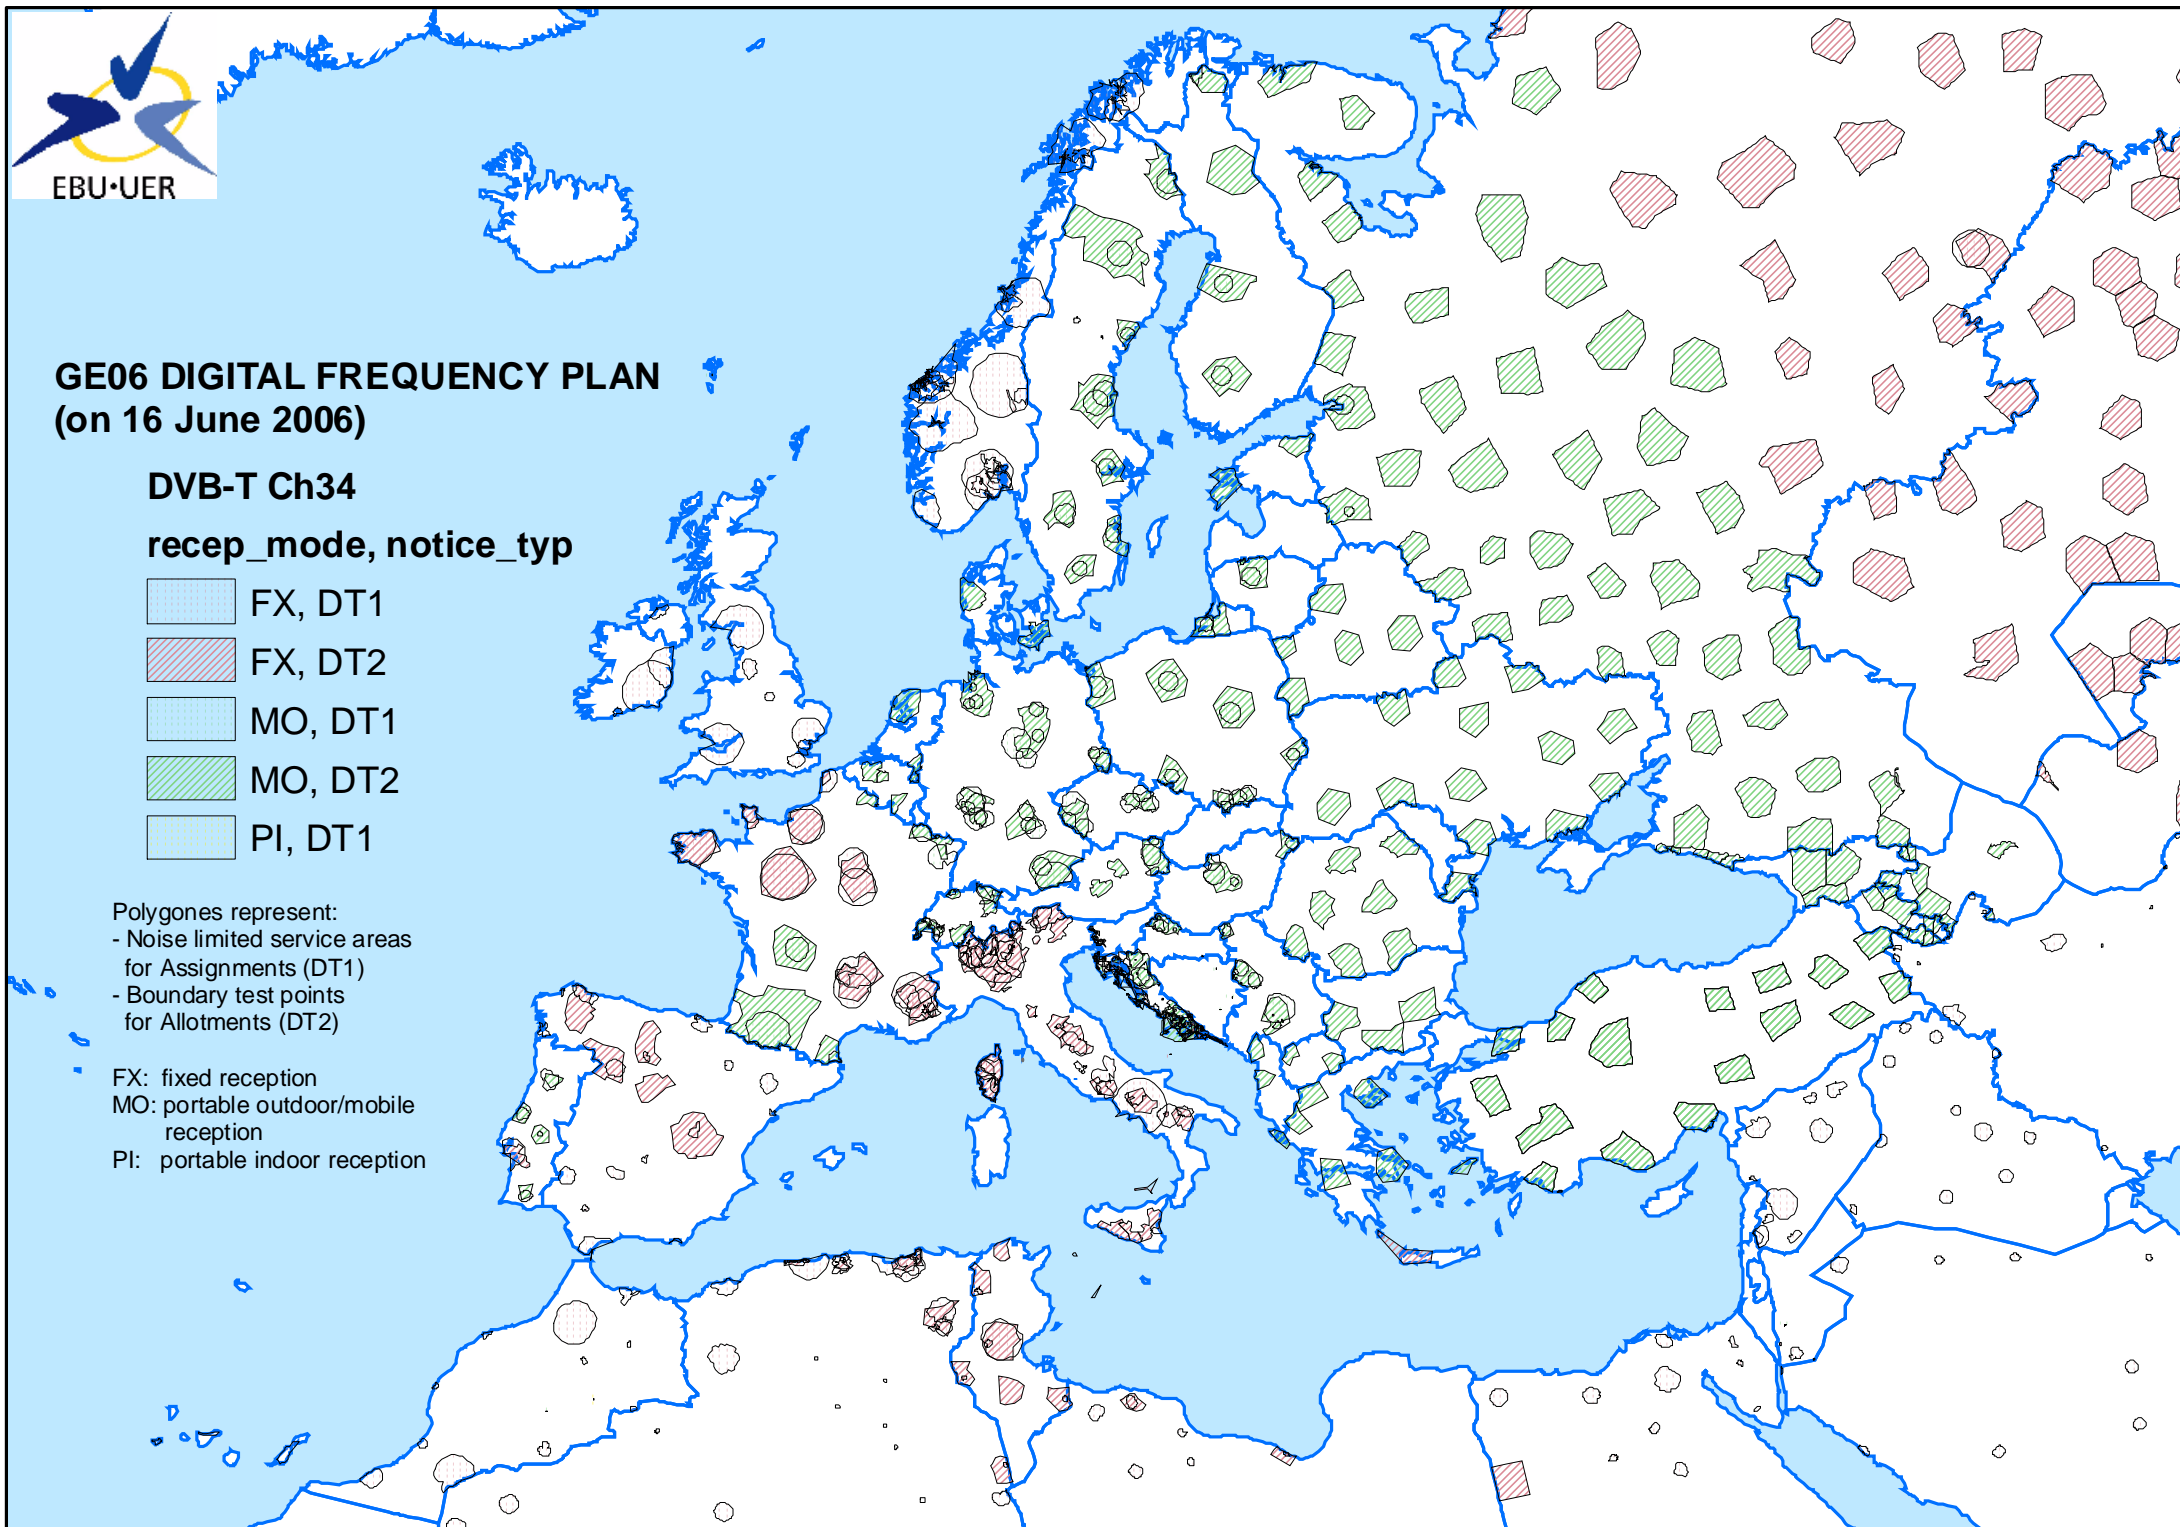 EBU•UER
GE06 DIGITAL FREQUENCY PLAN
(on 16 June 2006)
DVB-T Ch34
recep_mode, notice_typ
FX, DT1
FX, DT2
MO, DT1
MO, DT2
PI, DT1
Polygones represent:
- Noise limited service areas
for Assignments (DT1)
- Boundary test points
for Allotments (DT2)
FX: fixed reception
MO: portable outdoor/mobile
reception
PI: portable indoor reception